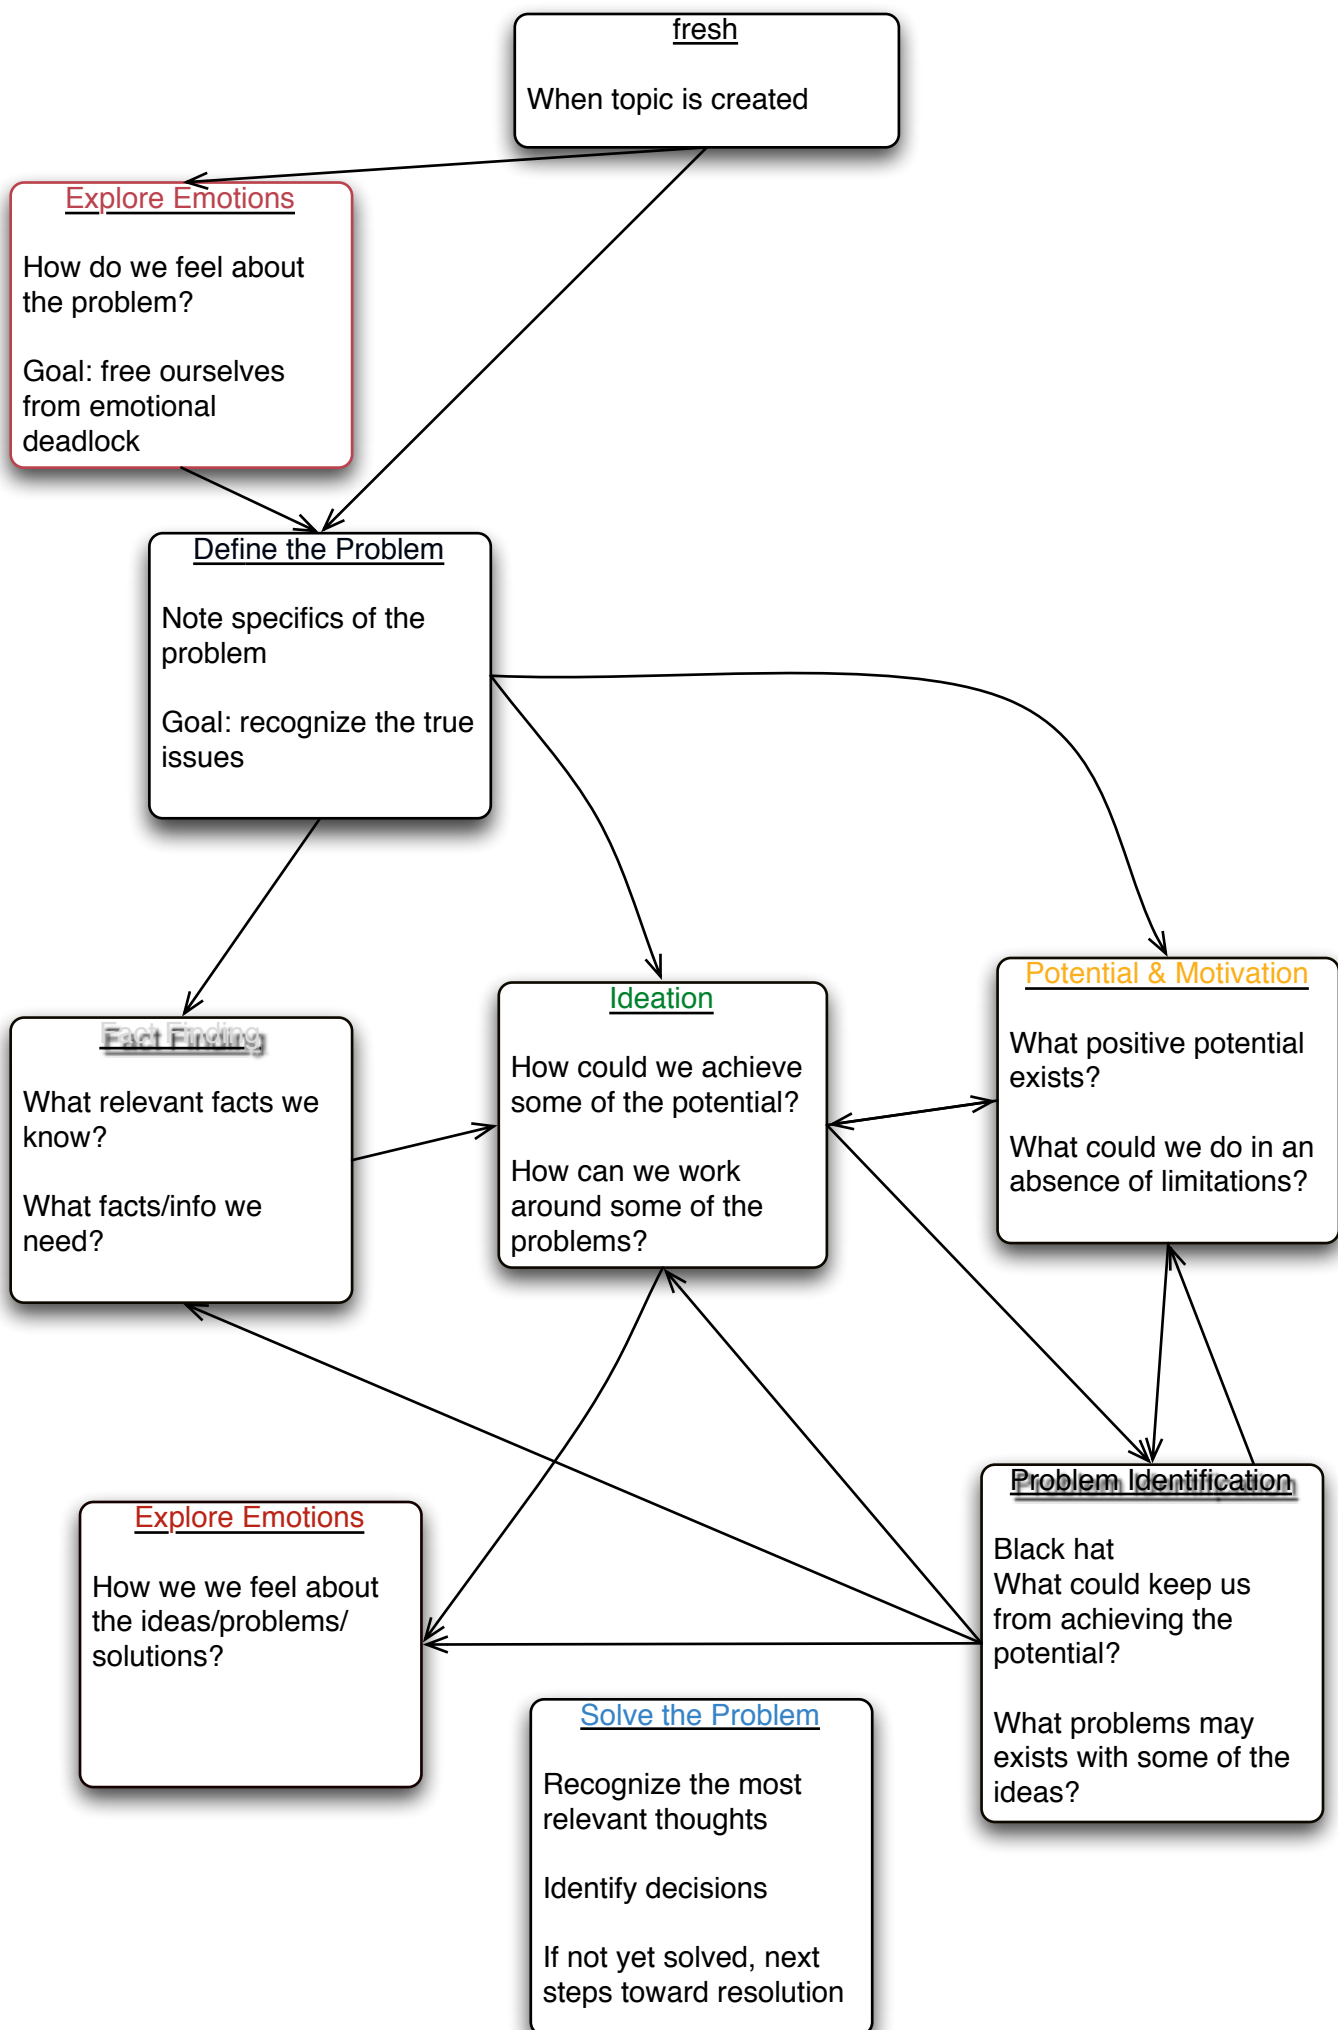 fresh
When topic is created
Explore Emotions
How do we feel about
the problem?
Goal: free ourselves
from emotional
deadlock
Define the Problem
Note specifics of the
problem
Goal: recognize the true
issues
Fact Finding
What relevant facts we
know?
What facts/info we
need?
Ideation
How could we achieve
some of the potential?
How can we work
around some of the
problems?
Potential & Motivation
What positive potential
exists?
What could we do in an
absence of limitations?
Explore Emotions
How we we feel about
the ideas/problems/
solutions?
Problem Identification
Black hat
What could keep us
from achieving the
potential?
What problems may
exists with some of the
ideas?
Solve the Problem
Recognize the most
relevant thoughts
Identify decisions
If not yet solved, next
steps toward resolution